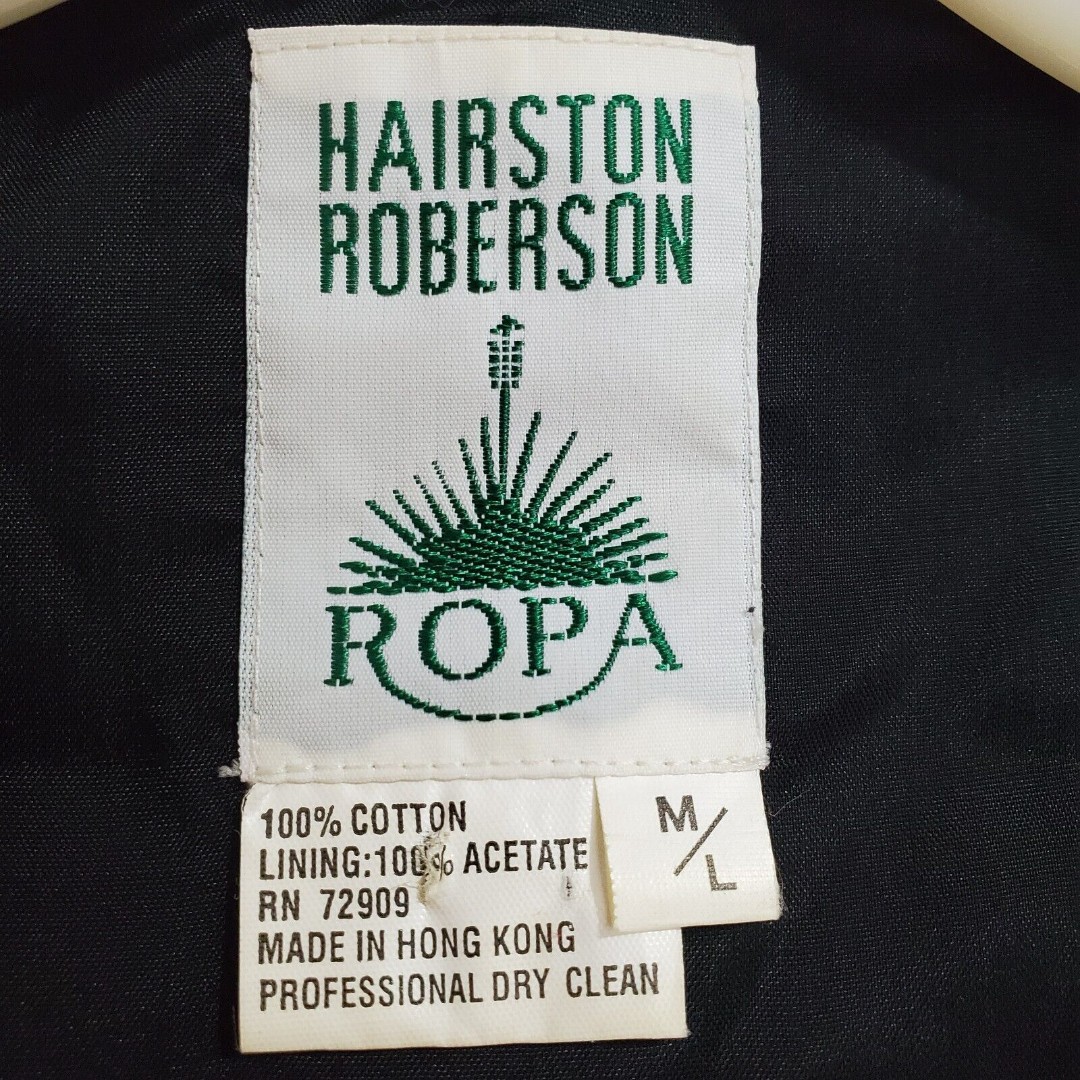 HAIRSTON
ROBERSON
ROPA
100% COTTON
LINING:100% ACETATE
RN 72909
MADE IN HONG KONG
PROFESSIONAL DRY CLEAN
M/L